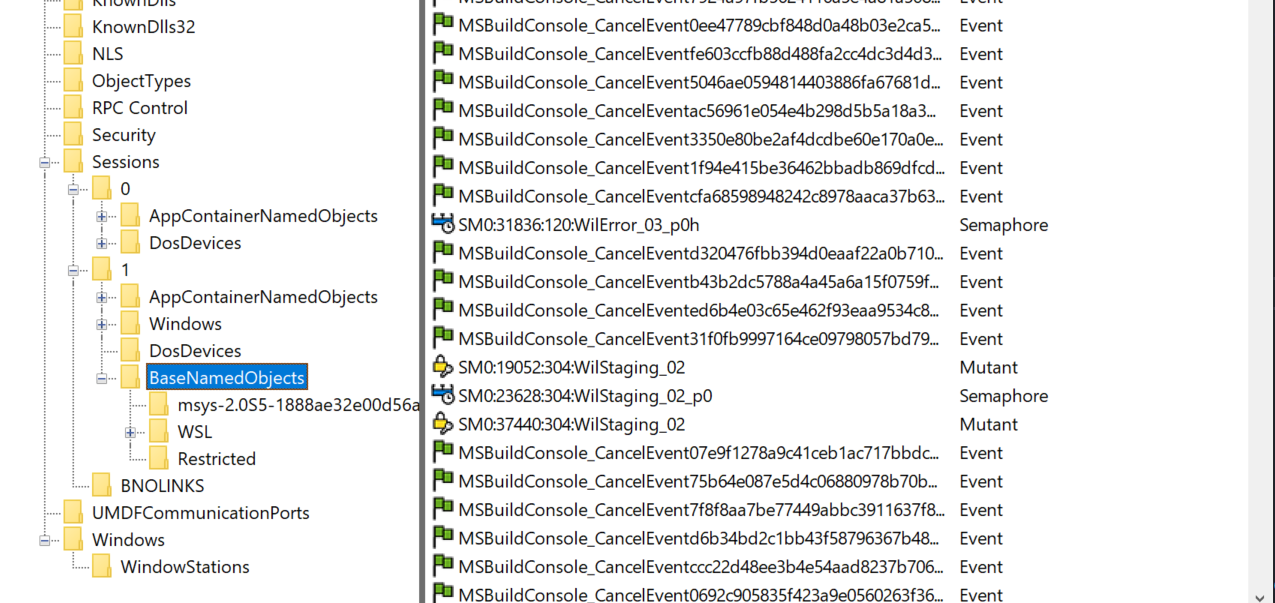 KnownDlls
KnownDlls32
NLS
ObjectTypes
RPC Control
Security
Sessions
0
AppContainerNamedObjects
DosDevices
1
AppContainerNamedObjects
Windows
DosDevices
BaseNamedObjects
msys-2.0S5-1888ae32e00d56a
WSL
Restricted
BNOLINKS
UMDFCommunicationPorts
Windows
WindowStations
MSBuildConsole_CancelEvent0ee47789cbf848d0a48b03e2ca5... Event
MSBuildConsole_CancelEventfe603ccfb88d488fa2cc4dc3d4d3... Event
MSBuildConsole_CancelEvent5046ae0594814403886fa67681d... Event
MSBuildConsole_CancelEventac56961e054e4b298d5b5a18a3... Event
MSBuildConsole_CancelEvent3350e80be2af4dcdbe60e170a0e... Event
MSBuildConsole_CancelEvent1f94e415be36462bbadb869dfcd... Event
MSBuildConsole_CancelEventcfa68598948242c8978aaca37b63... Event
SM0:31836:120:WilError_03_p0h Semaphore
MSBuildConsole_CancelEventd320476fbb394d0eaaf22a0b710... Event
MSBuildConsole_CancelEventb43b2dc5788a4a45a6a15f0759f... Event
MSBuildConsole_CancelEvented6b4e03c65e462f93eaa9534c8... Event
MSBuildConsole_CancelEvent31f0fb9997164ce09798057bd79... Event
SM0:19052:304:WilStaging_02 Mutant
SM0:23628:304:WilStaging_02_p0 Semaphore
SM0:37440:304:WilStaging_02 Mutant
MSBuildConsole_CancelEvent07e9f1278a9c41ceb1ac717bbdc... Event
MSBuildConsole_CancelEvent75b64e087e5d4c06880978b70b... Event
MSBuildConsole_CancelEvent7f8f8aa7be77449abbc3911637f8... Event
MSBuildConsole_CancelEventd6b34bd2c1bb43f58796367b48... Event
MSBuildConsole_CancelEventccc22d48ee3b4e54aad8237b706... Event
MSBuildConsole_CancelEvent0692c905835f423a9e0560263f36... Event